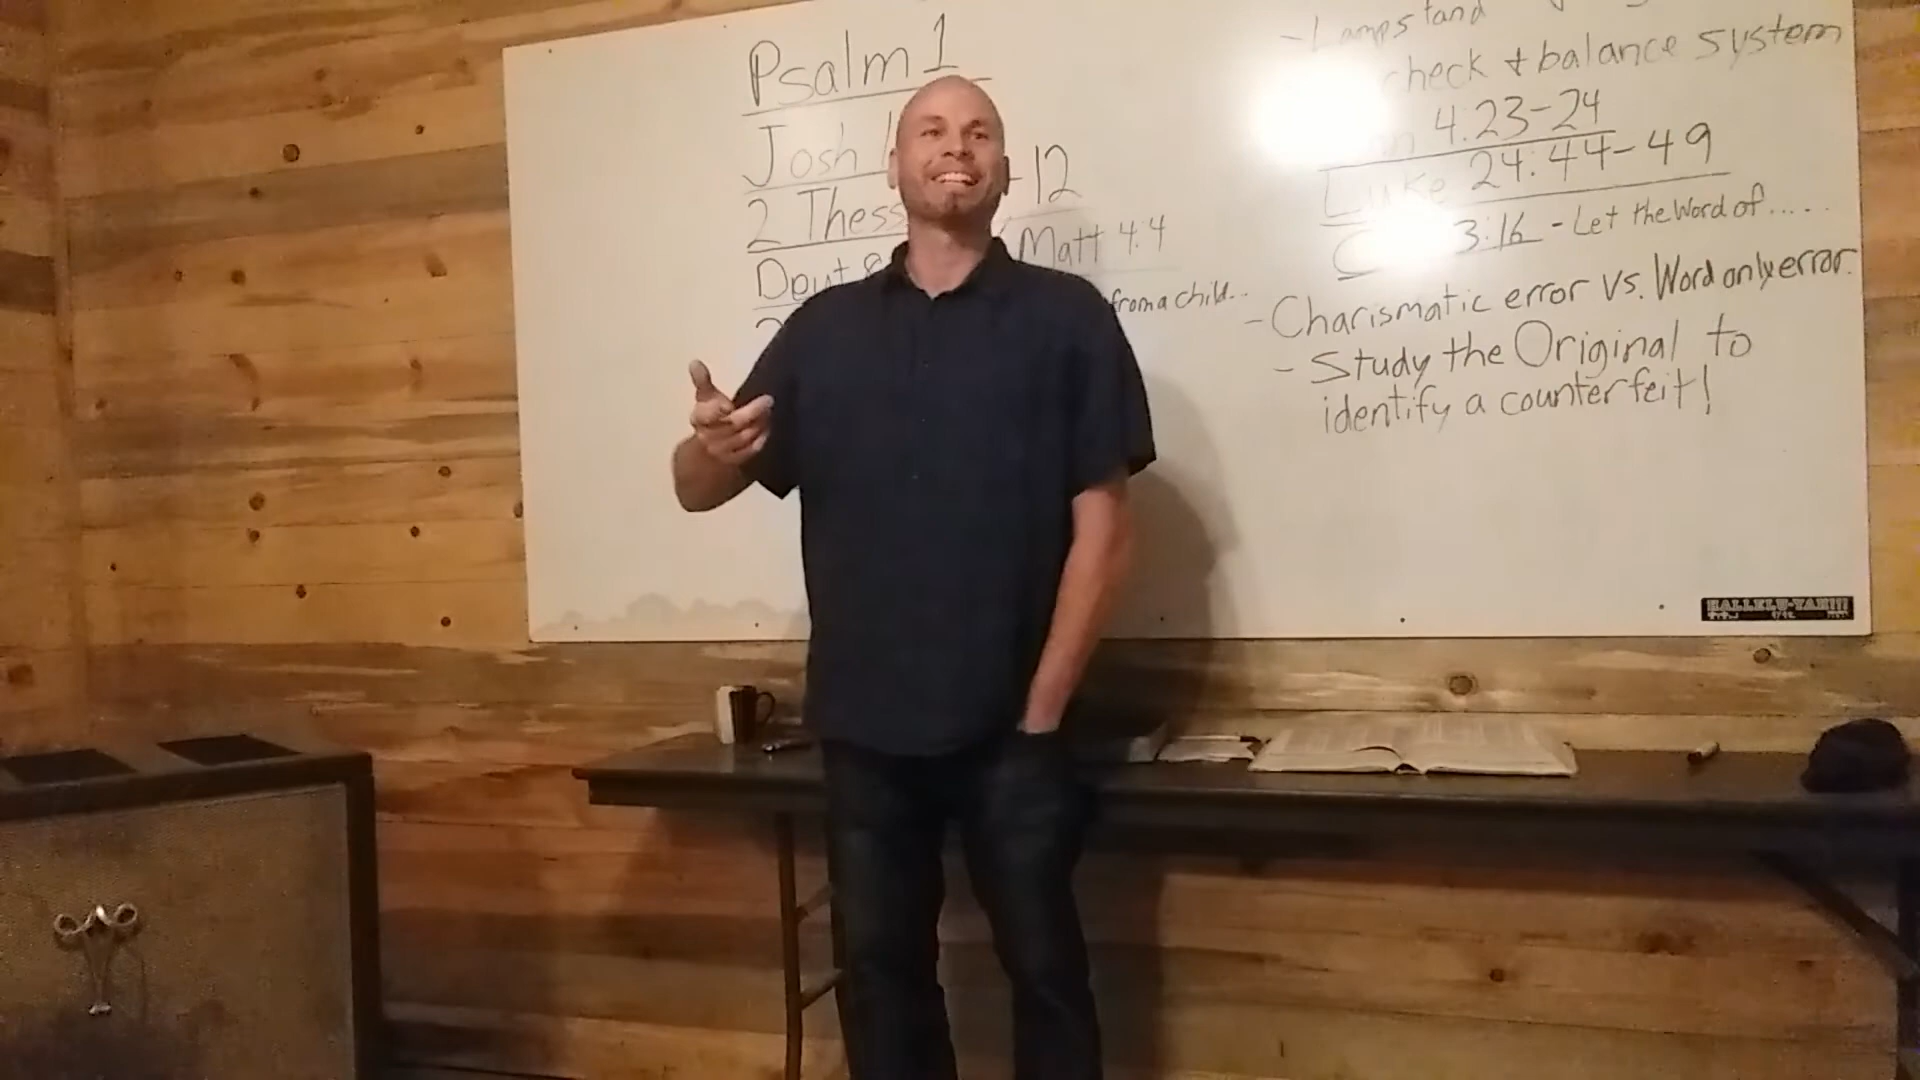 Psalm 1
Josh 1
-12
2 Thess
Deut 8
Matt 4:4
from a child...
-Lampstand
check + balance system
4:23-24
Luke 24:44-49
3:16 - Let the Word of.....
- Charismatic error vs. Word only error.
- Study the Original to
identify a counterfeit!
HALLELU-YAH!!!